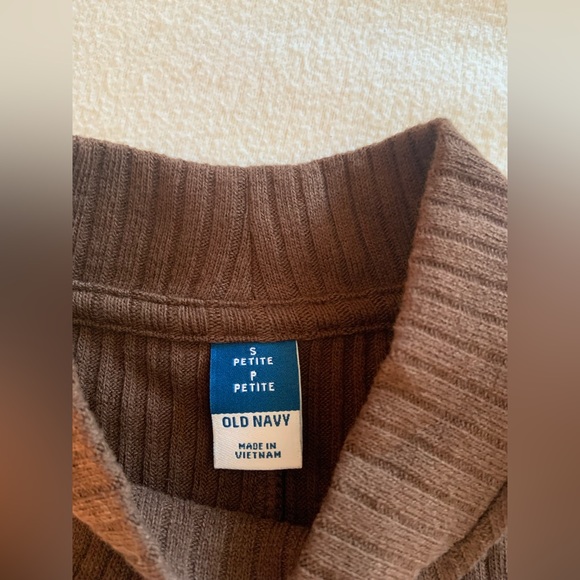 S
PETITE
P
PETITE
OLD NAVY
MADE IN
VIETNAM